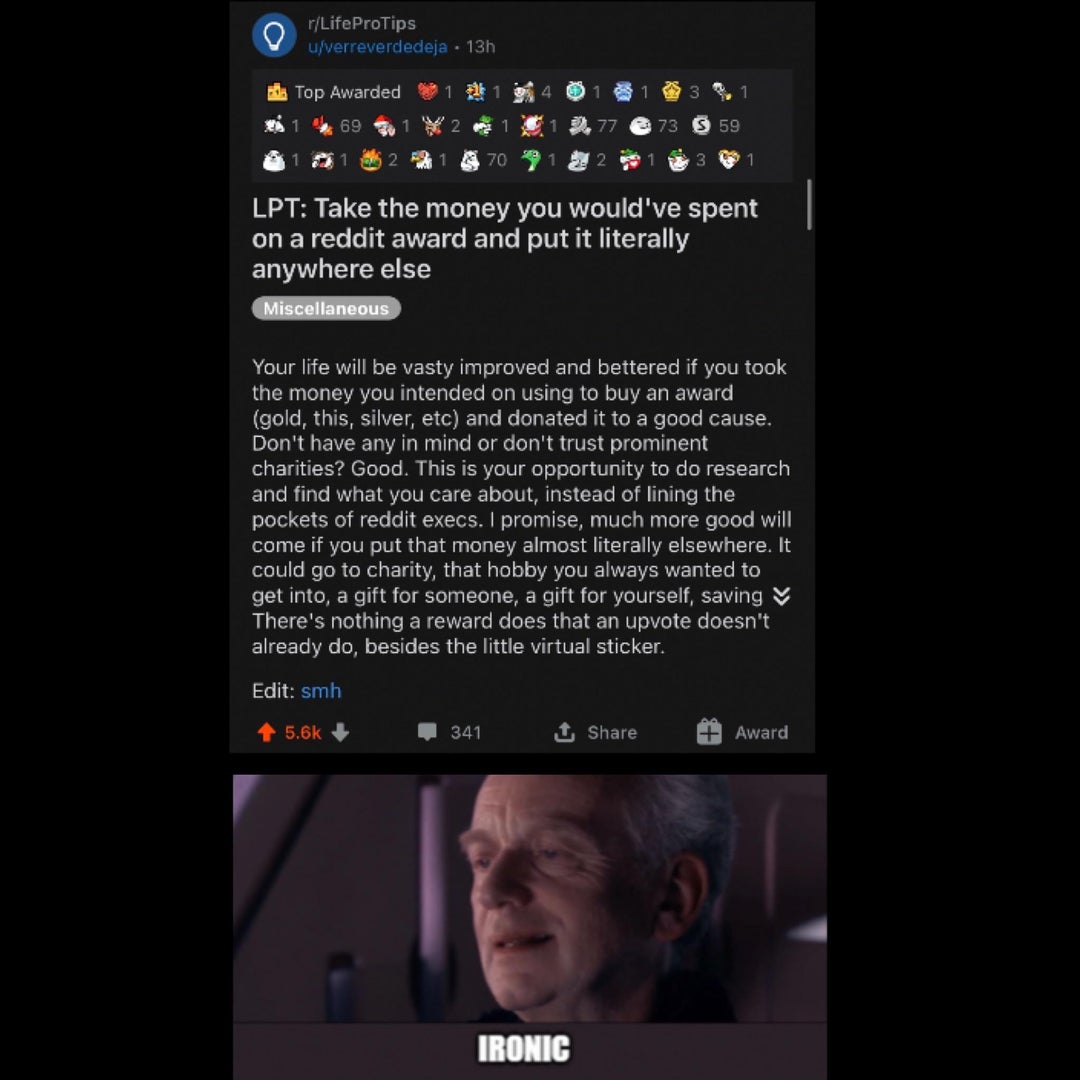 r/LifeProTips
u/verreverdedeja • 13h
Top Awarded 1 1 4 1 1 3 1
1 69 1 2 1 1 77 73 59
1 1 2 1 70 1 2 1 3 1
LPT: Take the money you would've spent
on a reddit award and put it literally
anywhere else
Miscellaneous
Your life will be vasty improved and bettered if you took
the money you intended on using to buy an award
(gold, this, silver, etc) and donated it to a good cause.
Don't have any in mind or don't trust prominent
charities? Good. This is your opportunity to do research
and find what you care about, instead of lining the
pockets of reddit execs. I promise, much more good will
come if you put that money almost literally elsewhere. It
could go to charity, that hobby you always wanted to
get into, a gift for someone, a gift for yourself, saving
There's nothing a reward does that an upvote doesn't
already do, besides the little virtual sticker.
Edit: smh
5.6k 341 Share Award
IRONIC